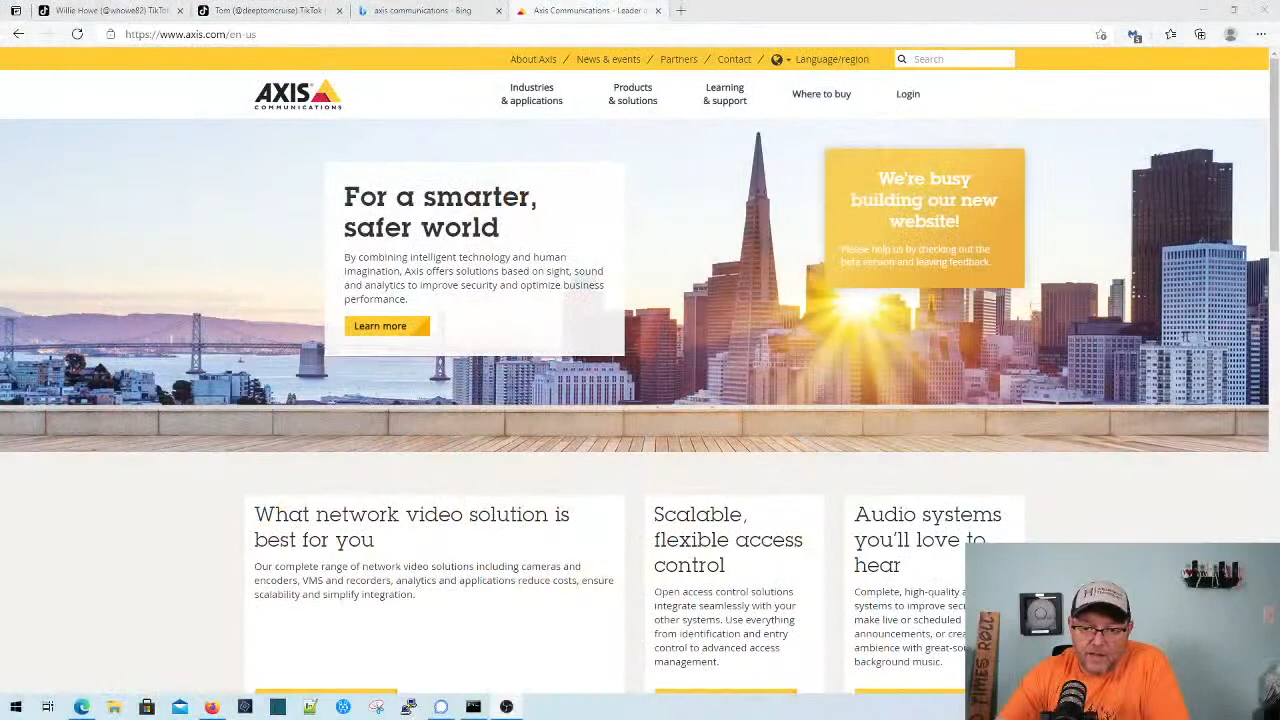 Willie Howe (@whowe82) TikTok
Tom (@deeptomcruise) TikTok |
axis communications - Bing
Axis Communications - Leader o
https://www.axis.com/en-us
About Axis / News & events / Partners / Contact / Language/region
Search
AXIS
COMMUNICATIONS
Industries
& applications
Products
& solutions
Learning
& support
Where to buy
Login
For a smarter,
safer world
By combining intelligent technology and human
imagination, Axis offers solutions based on sight, sound
and analytics to improve security and optimize business
performance.
Learn more
We're busy
building our new
website!
Please help us by checking out the
beta version and leaving feedback.
What network video solution is
best for you
Our complete range of network video solutions including cameras and
encoders, VMS and recorders, analytics and applications reduce costs, ensure
scalability and simplify integration.
Scalable,
flexible access
control
Open access control solutions
integrate seamlessly with your
other systems. Use everything
from identification and entry
control to advanced access
management.
Audio systems
you'll love to
hear
Complete, high-quality a
systems to improve secu
make live or scheduled
announcements, or crea
ambience with great-so
background music.
TIMES ROLL